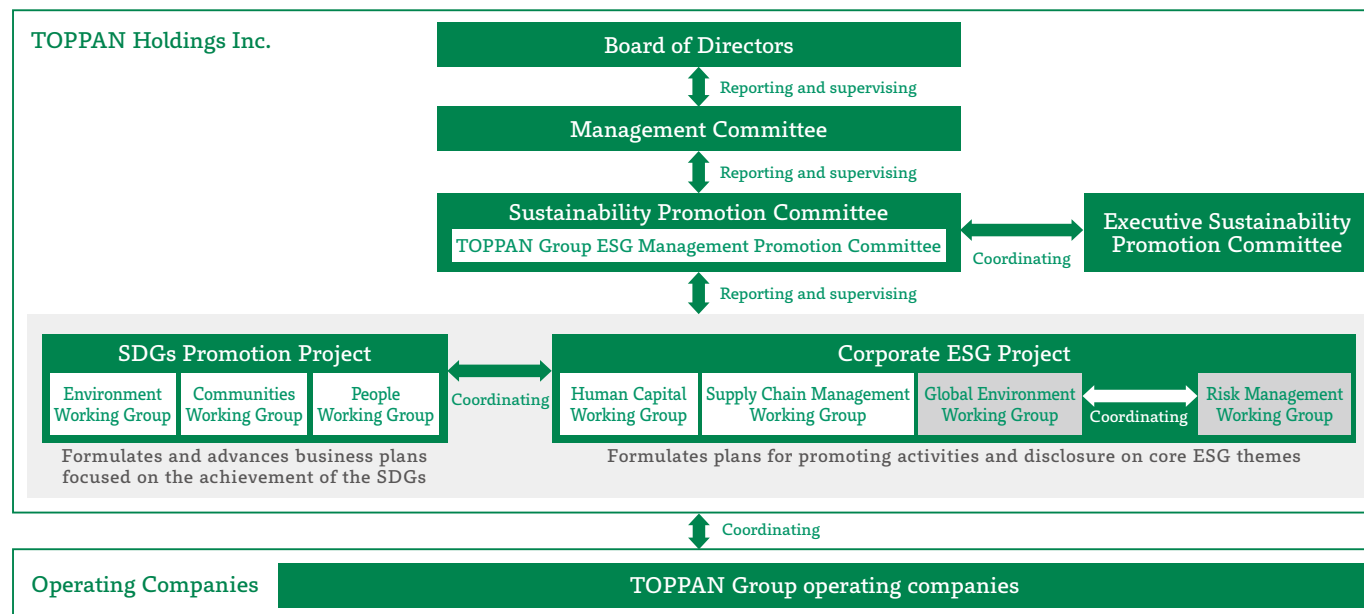 TOPPAN Holdings Inc.
Board of Directors
Reporting and supervising
Management Committee
Reporting and supervising
Sustainability Promotion Committee
TOPPAN Group ESG Management Promotion Committee
Coordinating
Executive Sustainability
Promotion Committee
Reporting and supervising
SDGs Promotion Project
Environment
Working Group
Communities
Working Group
People
Working Group
Formulates and advances business plans
focused on the achievement of the SDGs
Coordinating
Corporate ESG Project
Human Capital
Working Group
Supply Chain Management
Working Group
Global Environment
Working Group
Coordinating
Risk Management
Working Group
Formulates plans for promoting activities and disclosure on core ESG themes
Coordinating
Operating Companies
TOPPAN Group operating companies